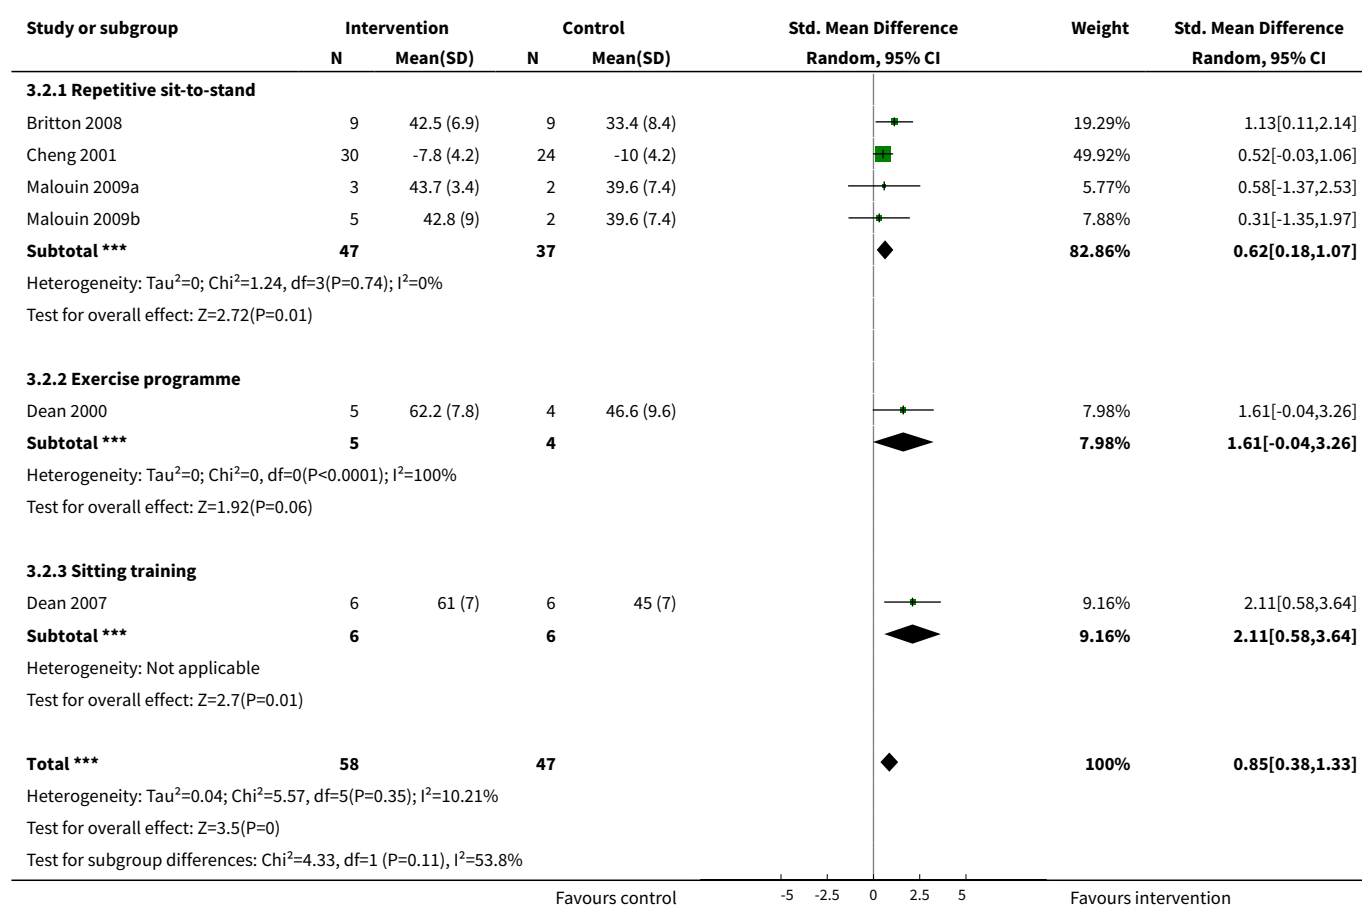 Study or subgroup Intervention Control Std. Mean Difference Weight Std. Mean Difference
N Mean(SD) N Mean(SD) Random, 95% CI Random, 95% CI
3.2.1 Repetitive sit-to-stand
Britton 2008 9 42.5 (6.9) 9 33.4 (8.4) 19.29% 1.13[0.11,2.14]
Cheng 2001 30 -7.8 (4.2) 24 -10 (4.2) 49.92% 0.52[-0.03,1.06]
Malouin 2009a 3 43.7 (3.4) 2 39.6 (7.4) 5.77% 0.58[-1.37,2.53]
Malouin 2009b 5 42.8 (9) 2 39.6 (7.4) 7.88% 0.31[-1.35,1.97]
Subtotal *** 47 37 82.86% 0.62[0.18,1.07]
Heterogeneity: Tau²=0; Chi²=1.24, df=3(P=0.74); I²=0%
Test for overall effect: Z=2.72(P=0.01)
3.2.2 Exercise programme
Dean 2000 5 62.2 (7.8) 4 46.6 (9.6) 7.98% 1.61[-0.04,3.26]
Subtotal *** 5 4 7.98% 1.61[-0.04,3.26]
Heterogeneity: Tau²=0; Chi²=0, df=0(P<0.0001); I²=100%
Test for overall effect: Z=1.92(P=0.06)
3.2.3 Sitting training
Dean 2007 6 61 (7) 6 45 (7) 9.16% 2.11[0.58,3.64]
Subtotal *** 6 6 9.16% 2.11[0.58,3.64]
Heterogeneity: Not applicable
Test for overall effect: Z=2.7(P=0.01)
Total *** 58 47 100% 0.85[0.38,1.33]
Heterogeneity: Tau²=0.04; Chi²=5.57, df=5(P=0.35); I²=10.21%
Test for overall effect: Z=3.5(P=0)
Test for subgroup differences: Chi²=4.33, df=1 (P=0.11), I²=53.8%
Favours control -5 -2.5 0 2.5 5 Favours intervention